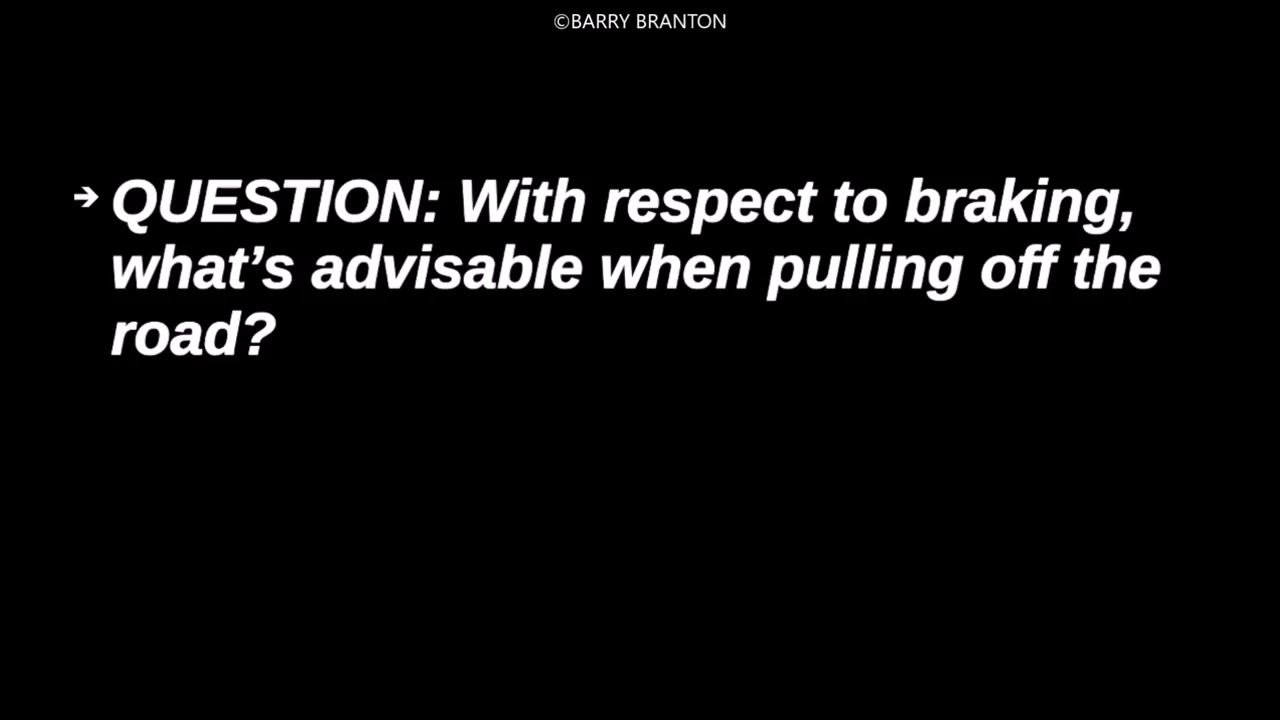 ©BARRY BRANTON
➔ QUESTION: With respect to braking,
what’s advisable when pulling off the
road?